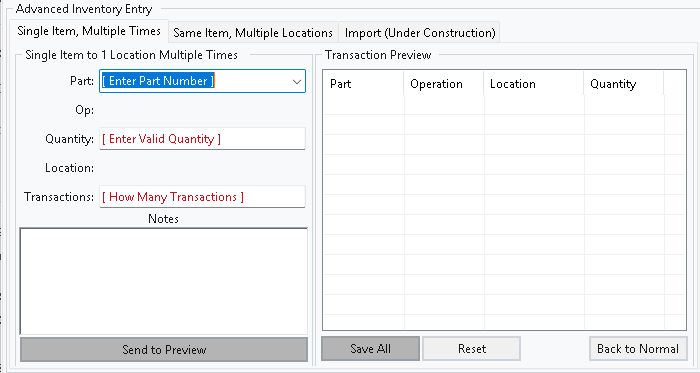 Advanced Inventory Entry
Single Item, Multiple Times
Same Item, Multiple Locations
Import (Under Construction)
Single Item to 1 Location Multiple Times
Part: [ Enter Part Number ]
Op:
Quantity: [ Enter Valid Quantity ]
Location:
Transactions: [ How Many Transactions ]
Notes
Send to Preview
Transaction Preview
Part Operation Location Quantity
Save All
Reset
Back to Normal